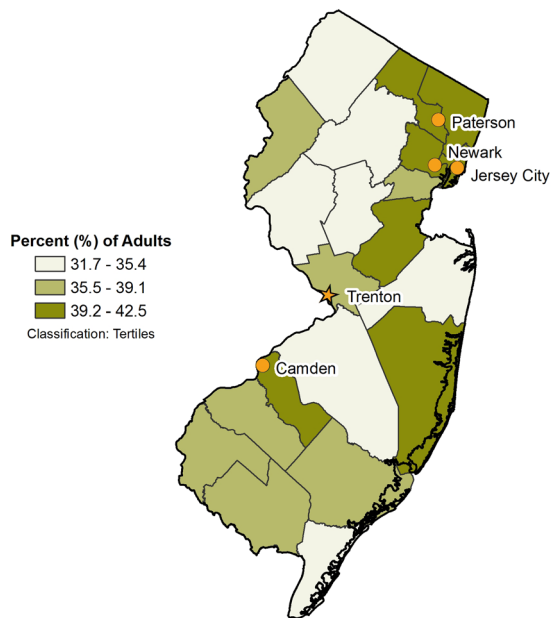 Paterson
Newark
Jersey City
Percent (%) of Adults
31.7 - 35.4
35.5 - 39.1
39.2 - 42.5
Classification: Tertiles
Trenton
Camden